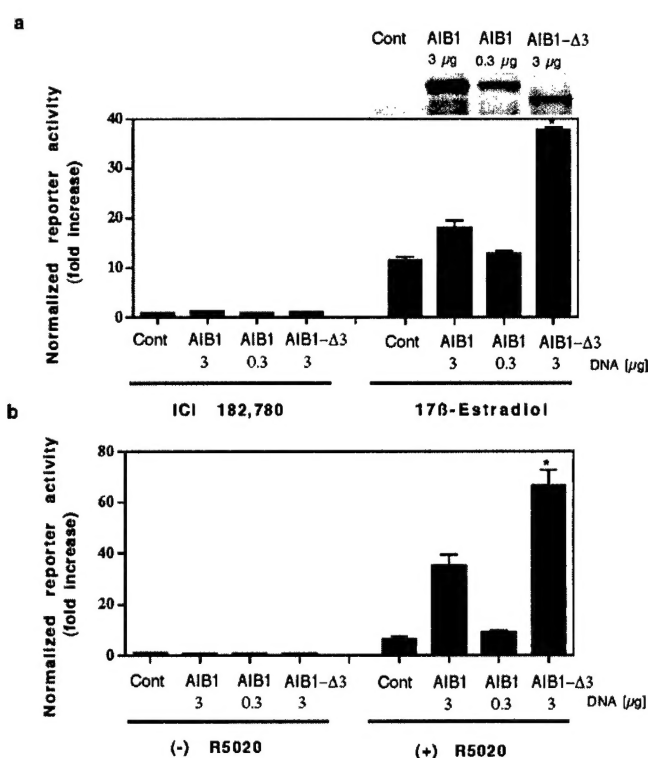 a
Cont AIB1 AIB1 AIB1-Δ3
3 µg 0.3 µg 3 µg
Normalized reporter activity
(fold increase)
40
30
20
10
0
*
Cont AIB1 AIB1 AIB1-Δ3 Cont AIB1 AIB1 AIB1-Δ3
3 0.3 3 3 0.3 3 DNA [µg]
ICI 182,780 17ß-Estradiol
b
Normalized reporter activity
(fold increase)
80
60
40
20
0
*
Cont AIB1 AIB1 AIB1-Δ3 Cont AIB1 AIB1 AIB1-Δ3
3 0.3 3 3 0.3 3 DNA [µg]
(-) R5020 (+) R5020